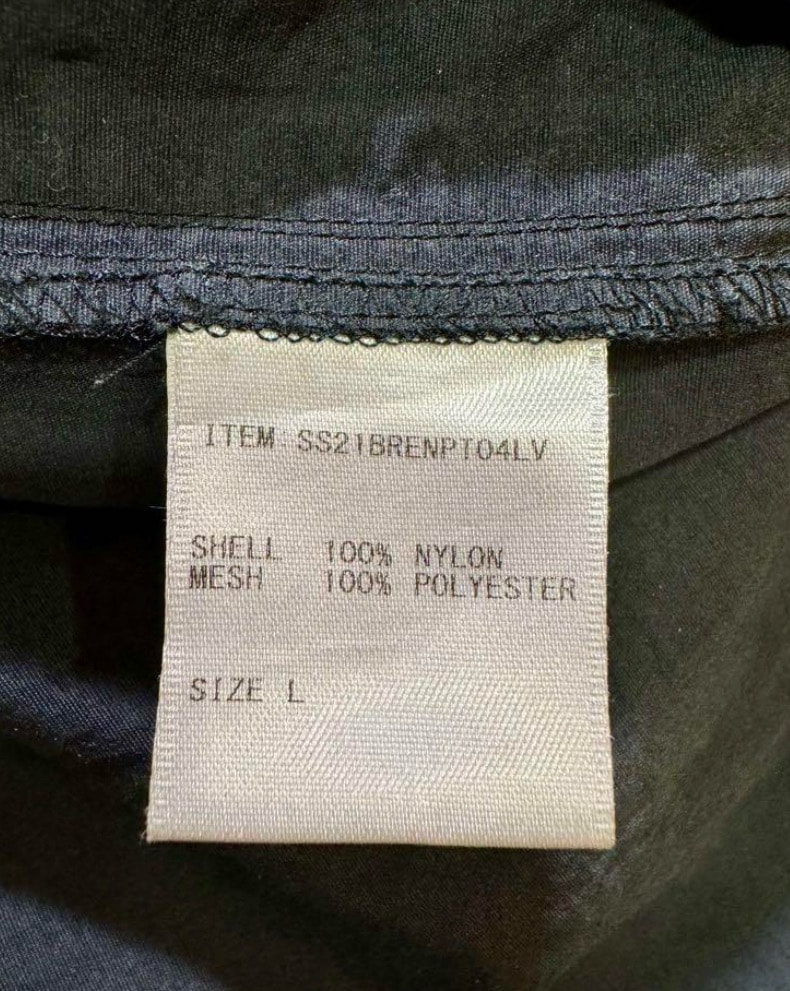 ITEM SS21BRENPT04LV
SHELL 100% NYLON
MESH 100% POLYESTER
SIZE L